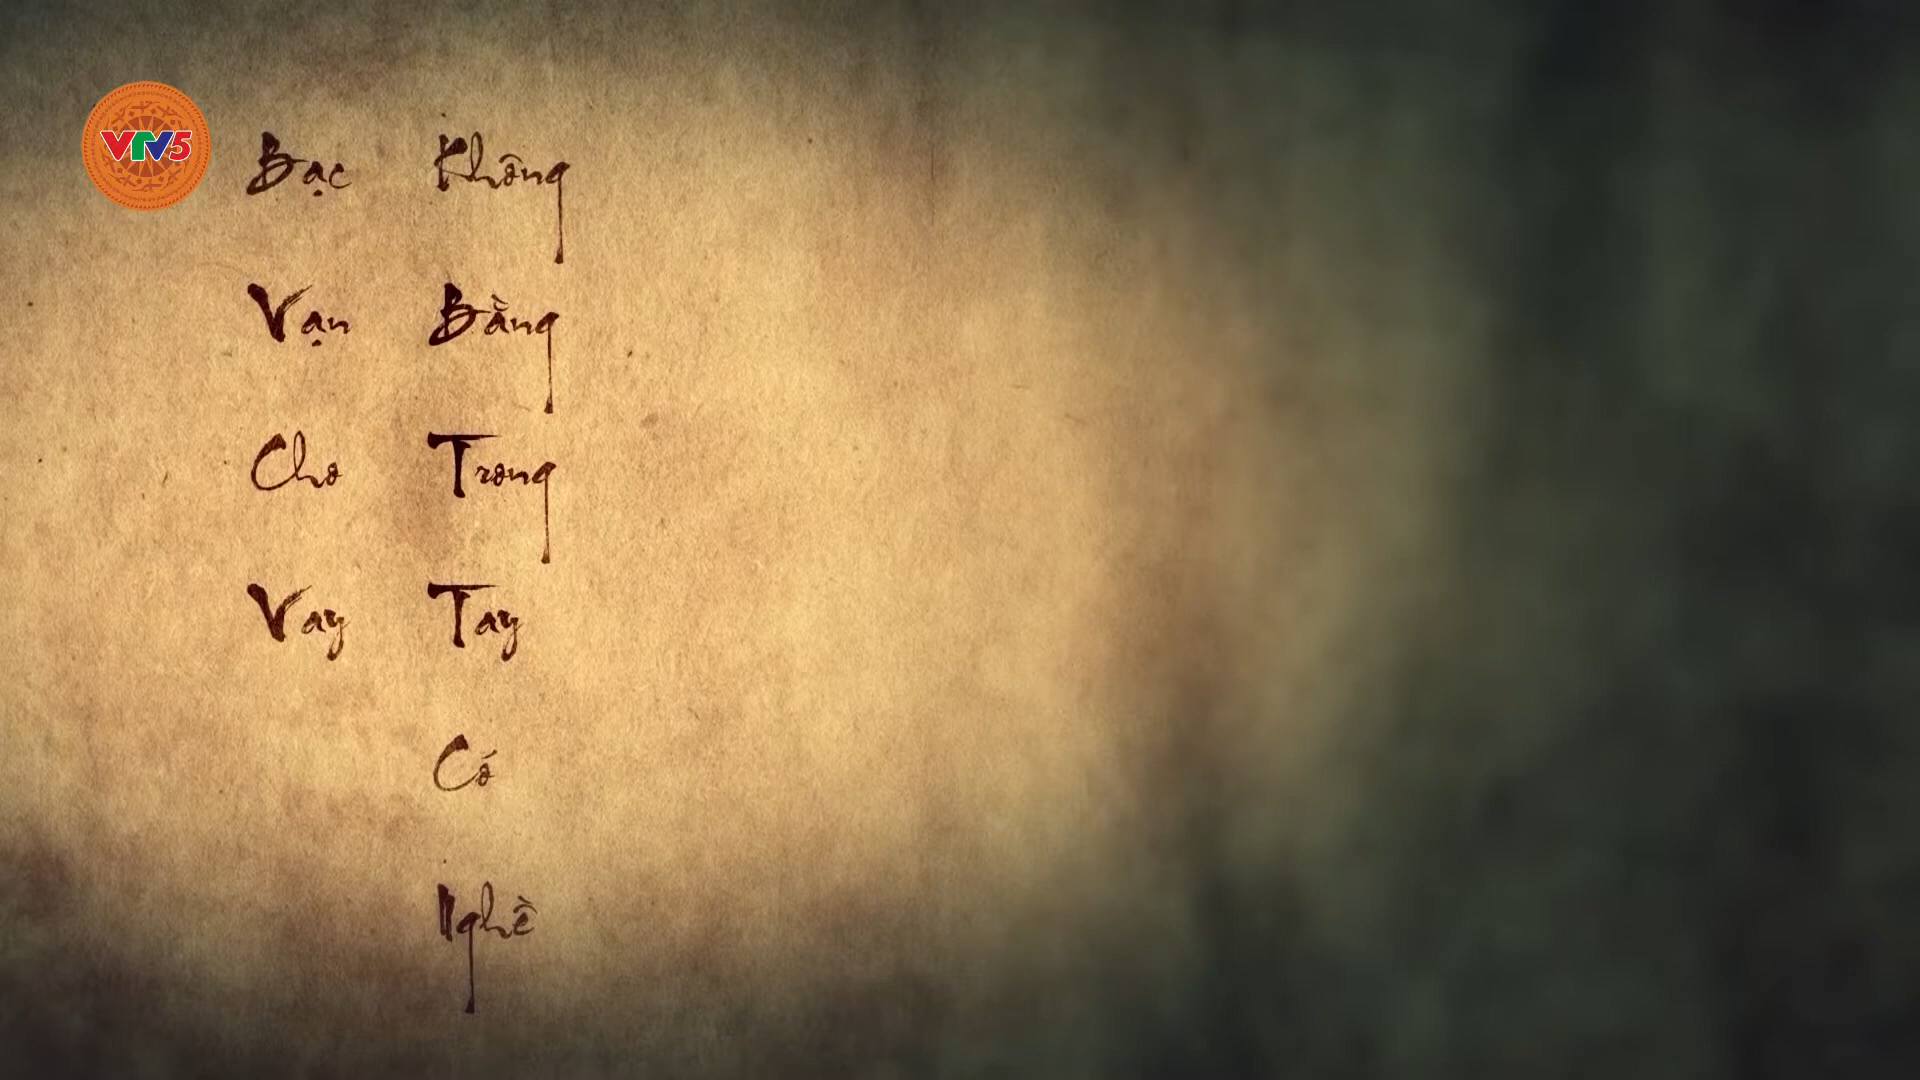 VTV5
Bạc Không
Vạn Bằng
Cho Trong
Vay Tay
Có
Nghề